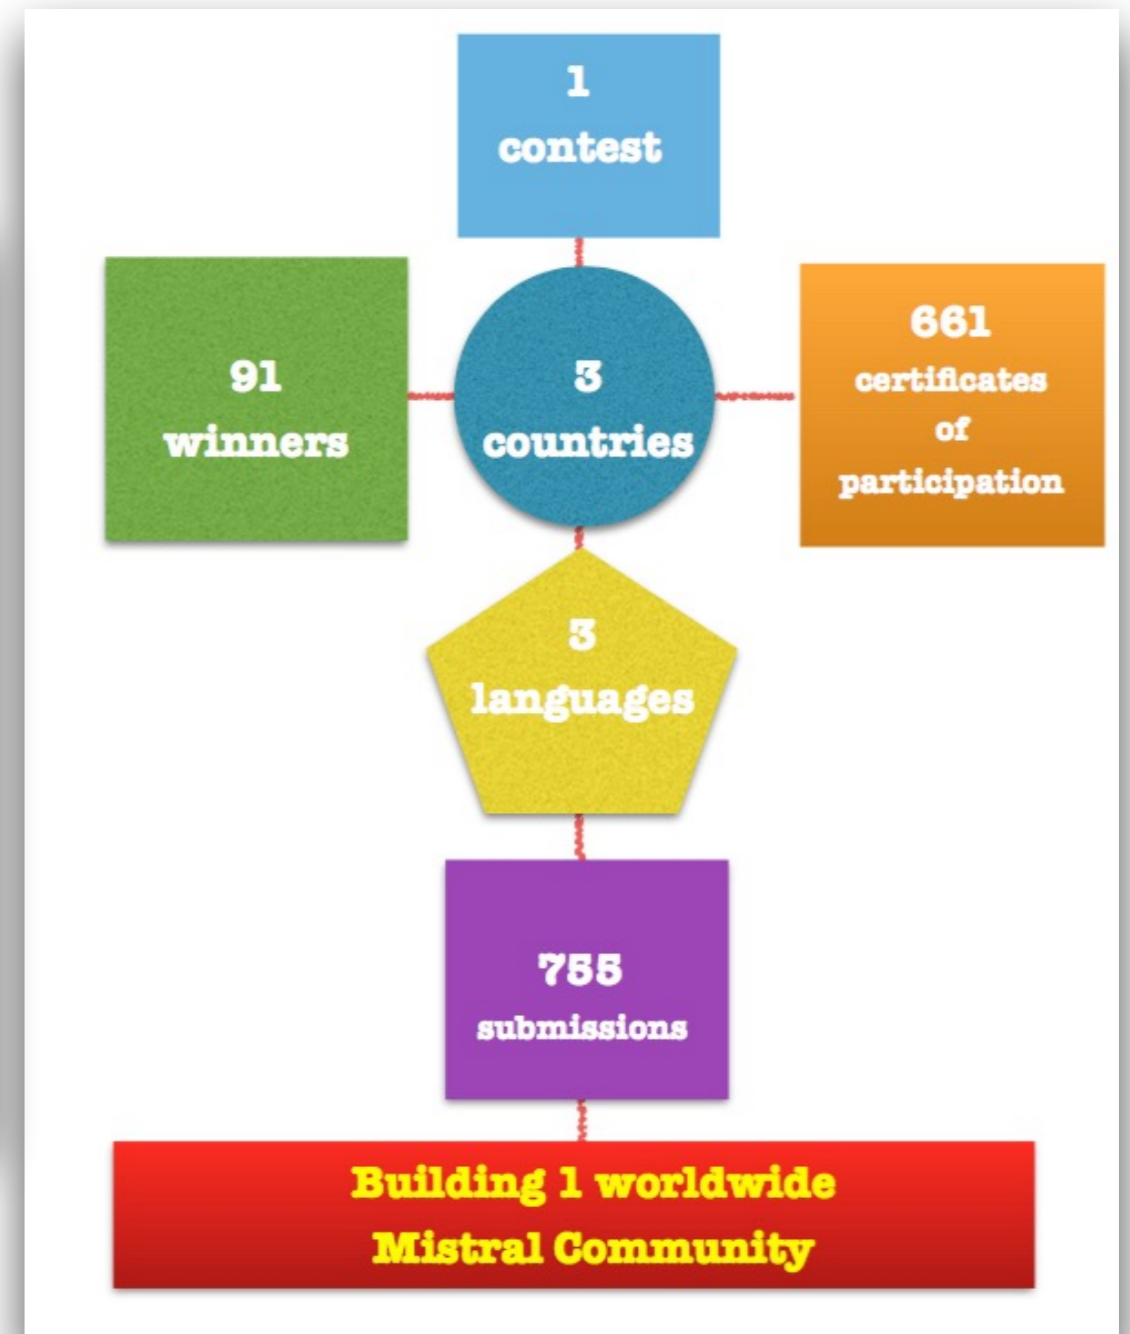 1
contest
91
winners
3
countries
661
certificates
of
participation
3
languages
755
submissions
Building 1 worldwide
Mistral Community